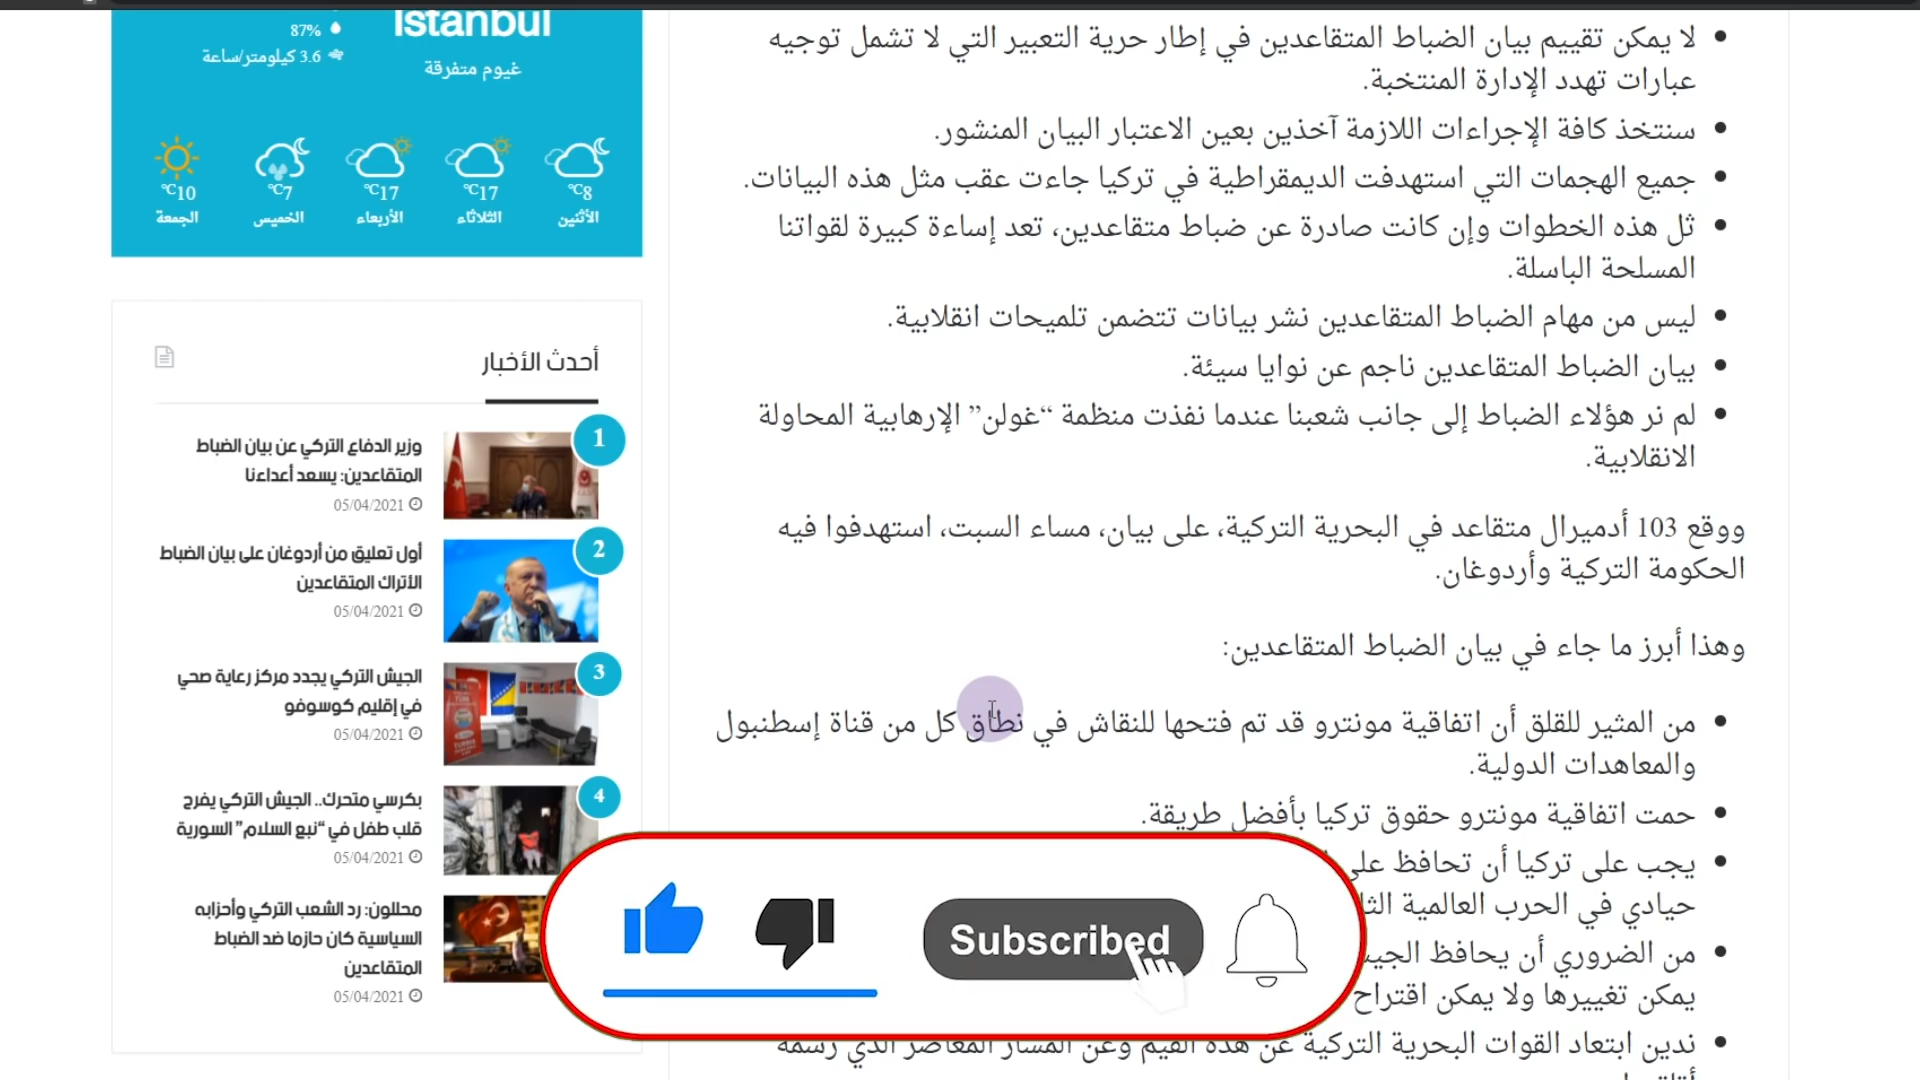 لا يمكن تقييم بيان الضباط المتقاعدين في إطار حرية التعبير التي لا تشمل توجيه
عبارات تهدد الإدارة المنتخبة.
سنتخذ كافة الإجراءات اللازمة آخذين بعين الاعتبار البيان المنشور.
جميع الهجمات التي استهدفت الديمقراطية في تركيا جاءت عقب مثل هذه البيانات.
ثل هذه الخطوات وإن كانت صادرة عن ضباط متقاعدين، تعد إساءة كبيرة لقواتنا
المسلحة الباسلة.
ليس من مهام الضباط المتقاعدين نشر بيانات تتضمن تلميحات انقلابية.
بيان الضباط المتقاعدين ناجم عن نوايا سيئة.
لم نر هؤلاء الضباط إلى جانب شعبنا عندما نفذت منظمة “غولن” الإرهابية المحاولة
الانقلابية.
ووقع 103 أدميرال متقاعد في البحرية التركية، على بيان، مساء السبت، استهدفوا فيه
الحكومة التركية وأردوغان.
وهذا أبرز ما جاء في بيان الضباط المتقاعدين:
من المثير للقلق أن اتفاقية مونترو قد تم فتحها للنقاش في نطاق كل من قناة إسطنبول
والمعاهدات الدولية.
حمت اتفاقية مونترو حقوق تركيا بأفضل طريقة.
يجب على تركيا أن تحافظ على
حيادي في الحرب العالمية
من الضروري أن يحافظ
يمكن تغييرها ولا يمكن اقتراح
ندين ابتعاد القوات البحرية التركية عن هذه القيم وعن المسار المعاصر الذي رسمه
Istanbul
غيوم متفرقة
87%
3.6 كيلومتر/ساعة
℃8
℃17
℃17
℃7
℃10
الأثنين
الثلاثاء
الأربعاء
الخميس
الجمعة
أحدث الأخبار
1
وزير الدفاع التركي عن بيان الضباط
المتقاعدين: يسعد أعداءنا
05/04/2021
2
أول تعليق من أردوغان على بيان الضباط
الأتراك المتقاعدين
05/04/2021
3
الجيش التركي يجدد مركز رعاية صحي
في إقليم كوسوفو
05/04/2021
4
بكرسي متحرك.. الجيش التركي يفرح
قلب طفل في “نبع السلام” السورية
05/04/2021
محللون: رد الشعب التركي وأحزابه
السياسية كان حازما ضد الضباط
المتقاعدين
05/04/2021
Subscribed